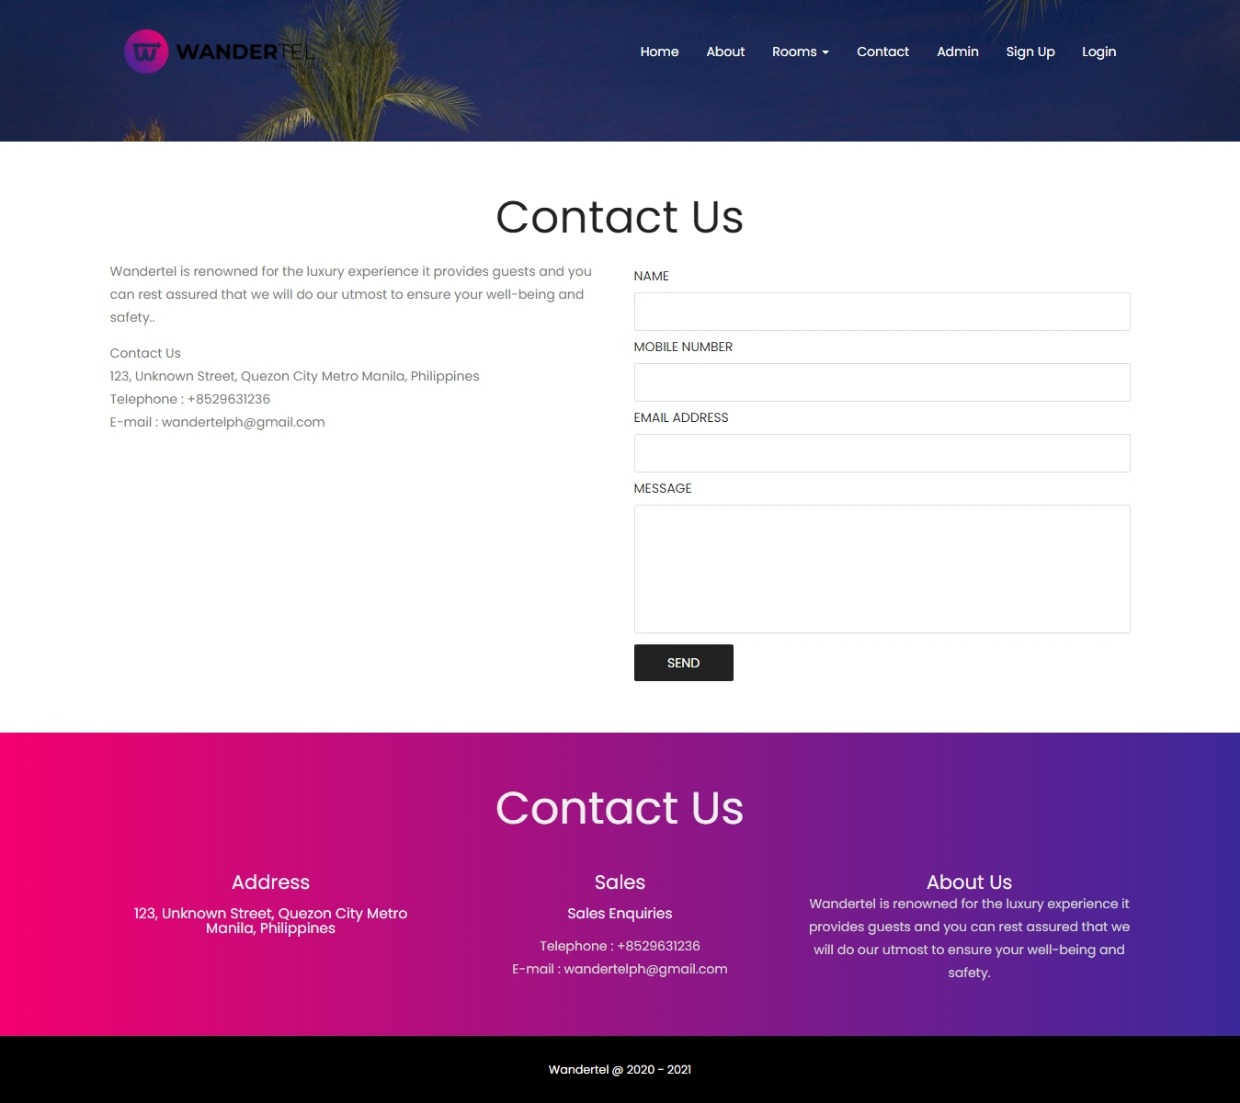 WANDERTEL
Home About Rooms Contact Admin Sign Up Login
Contact Us
Wandertel is renowned for the luxury experience it provides guests and you
can rest assured that we will do our utmost to ensure your well-being and
safety..
Contact Us
123, Unknown Street, Quezon City Metro Manila, Philippines
Telephone : +8529631236
E-mail : wandertelph@gmail.com
NAME
MOBILE NUMBER
EMAIL ADDRESS
MESSAGE
SEND
Contact Us
Address
123, Unknown Street, Quezon City Metro
Manila, Philippines
Sales
Sales Enquiries
Telephone : +8529631236
E-mail : wandertelph@gmail.com
About Us
Wandertel is renowned for the luxury experience it
provides guests and you can rest assured that we
will do our utmost to ensure your well-being and
safety.
Wandertel @ 2020 - 2021